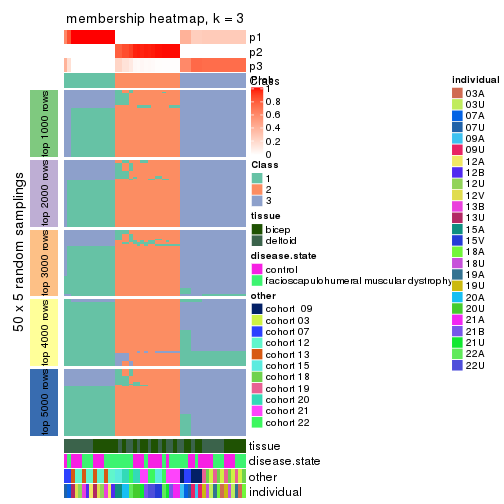 membership heatmap, k = 3
p1
p2
p3
Class
50 x 5 random samplings
top 1000 rows
top 2000 rows
top 3000 rows
top 4000 rows
top 5000 rows
tissue
disease.state
other
individual
1
0.8
0.6
0.4
0.2
0
Class
1
2
3
tissue
bicep
deltoid
disease.state
control
facioscapulohumeral muscular dystrophy
other
cohort 09
cohort 03
cohort 07
cohort 12
cohort 13
cohort 15
cohort 18
cohort 19
cohort 20
cohort 21
cohort 22
individual
03A
03U
07A
07U
09A
09U
12A
12B
12U
12V
13B
13U
15A
15V
18A
18U
19A
19U
20A
20U
21A
21B
21U
22A
22U